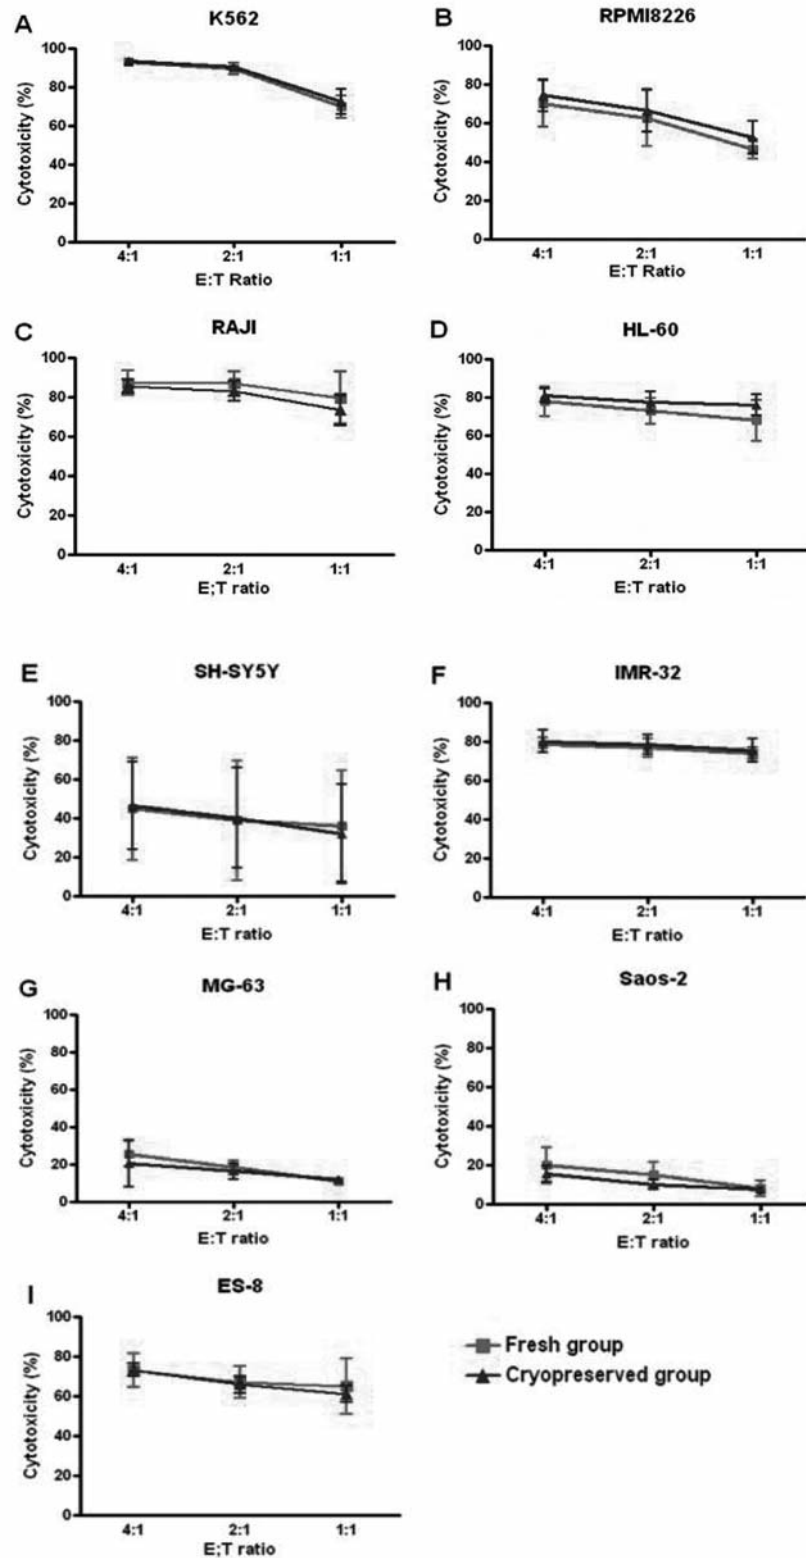 A
K562
Cytotoxicity (%)
100
80
60
40
20
0
4:1 2:1 1:1
E:T Ratio
B
RPMI8226
Cytotoxicity (%)
100
80
60
40
20
0
4:1 2:1 1:1
E:T Ratio
C
RAJI
Cytotoxicity (%)
100
80
60
40
20
0
4:1 2:1 1:1
E;T ratio
D
HL-60
Cytotoxicity (%)
100
80
60
40
20
0
4:1 2:1 1:1
E:T ratio
E
SH-SY5Y
Cytotoxicity (%)
100
80
60
40
20
0
4:1 2:1 1:1
E:T ratio
F
IMR-32
Cytotoxicity (%)
100
80
60
40
20
0
4:1 2:1 1:1
E:T ratio
G
MG-63
Cytotoxicity (%)
100
80
60
40
20
0
4:1 2:1 1:1
E:T ratio
H
Saos-2
Cytotoxicity (%)
100
80
60
40
20
0
4:1 2:1 1:1
E:T ratio
I
ES-8
Cytotoxicity (%)
100
80
60
40
20
0
4:1 2:1 1:1
E;T ratio
Fresh group
Cryopreserved group